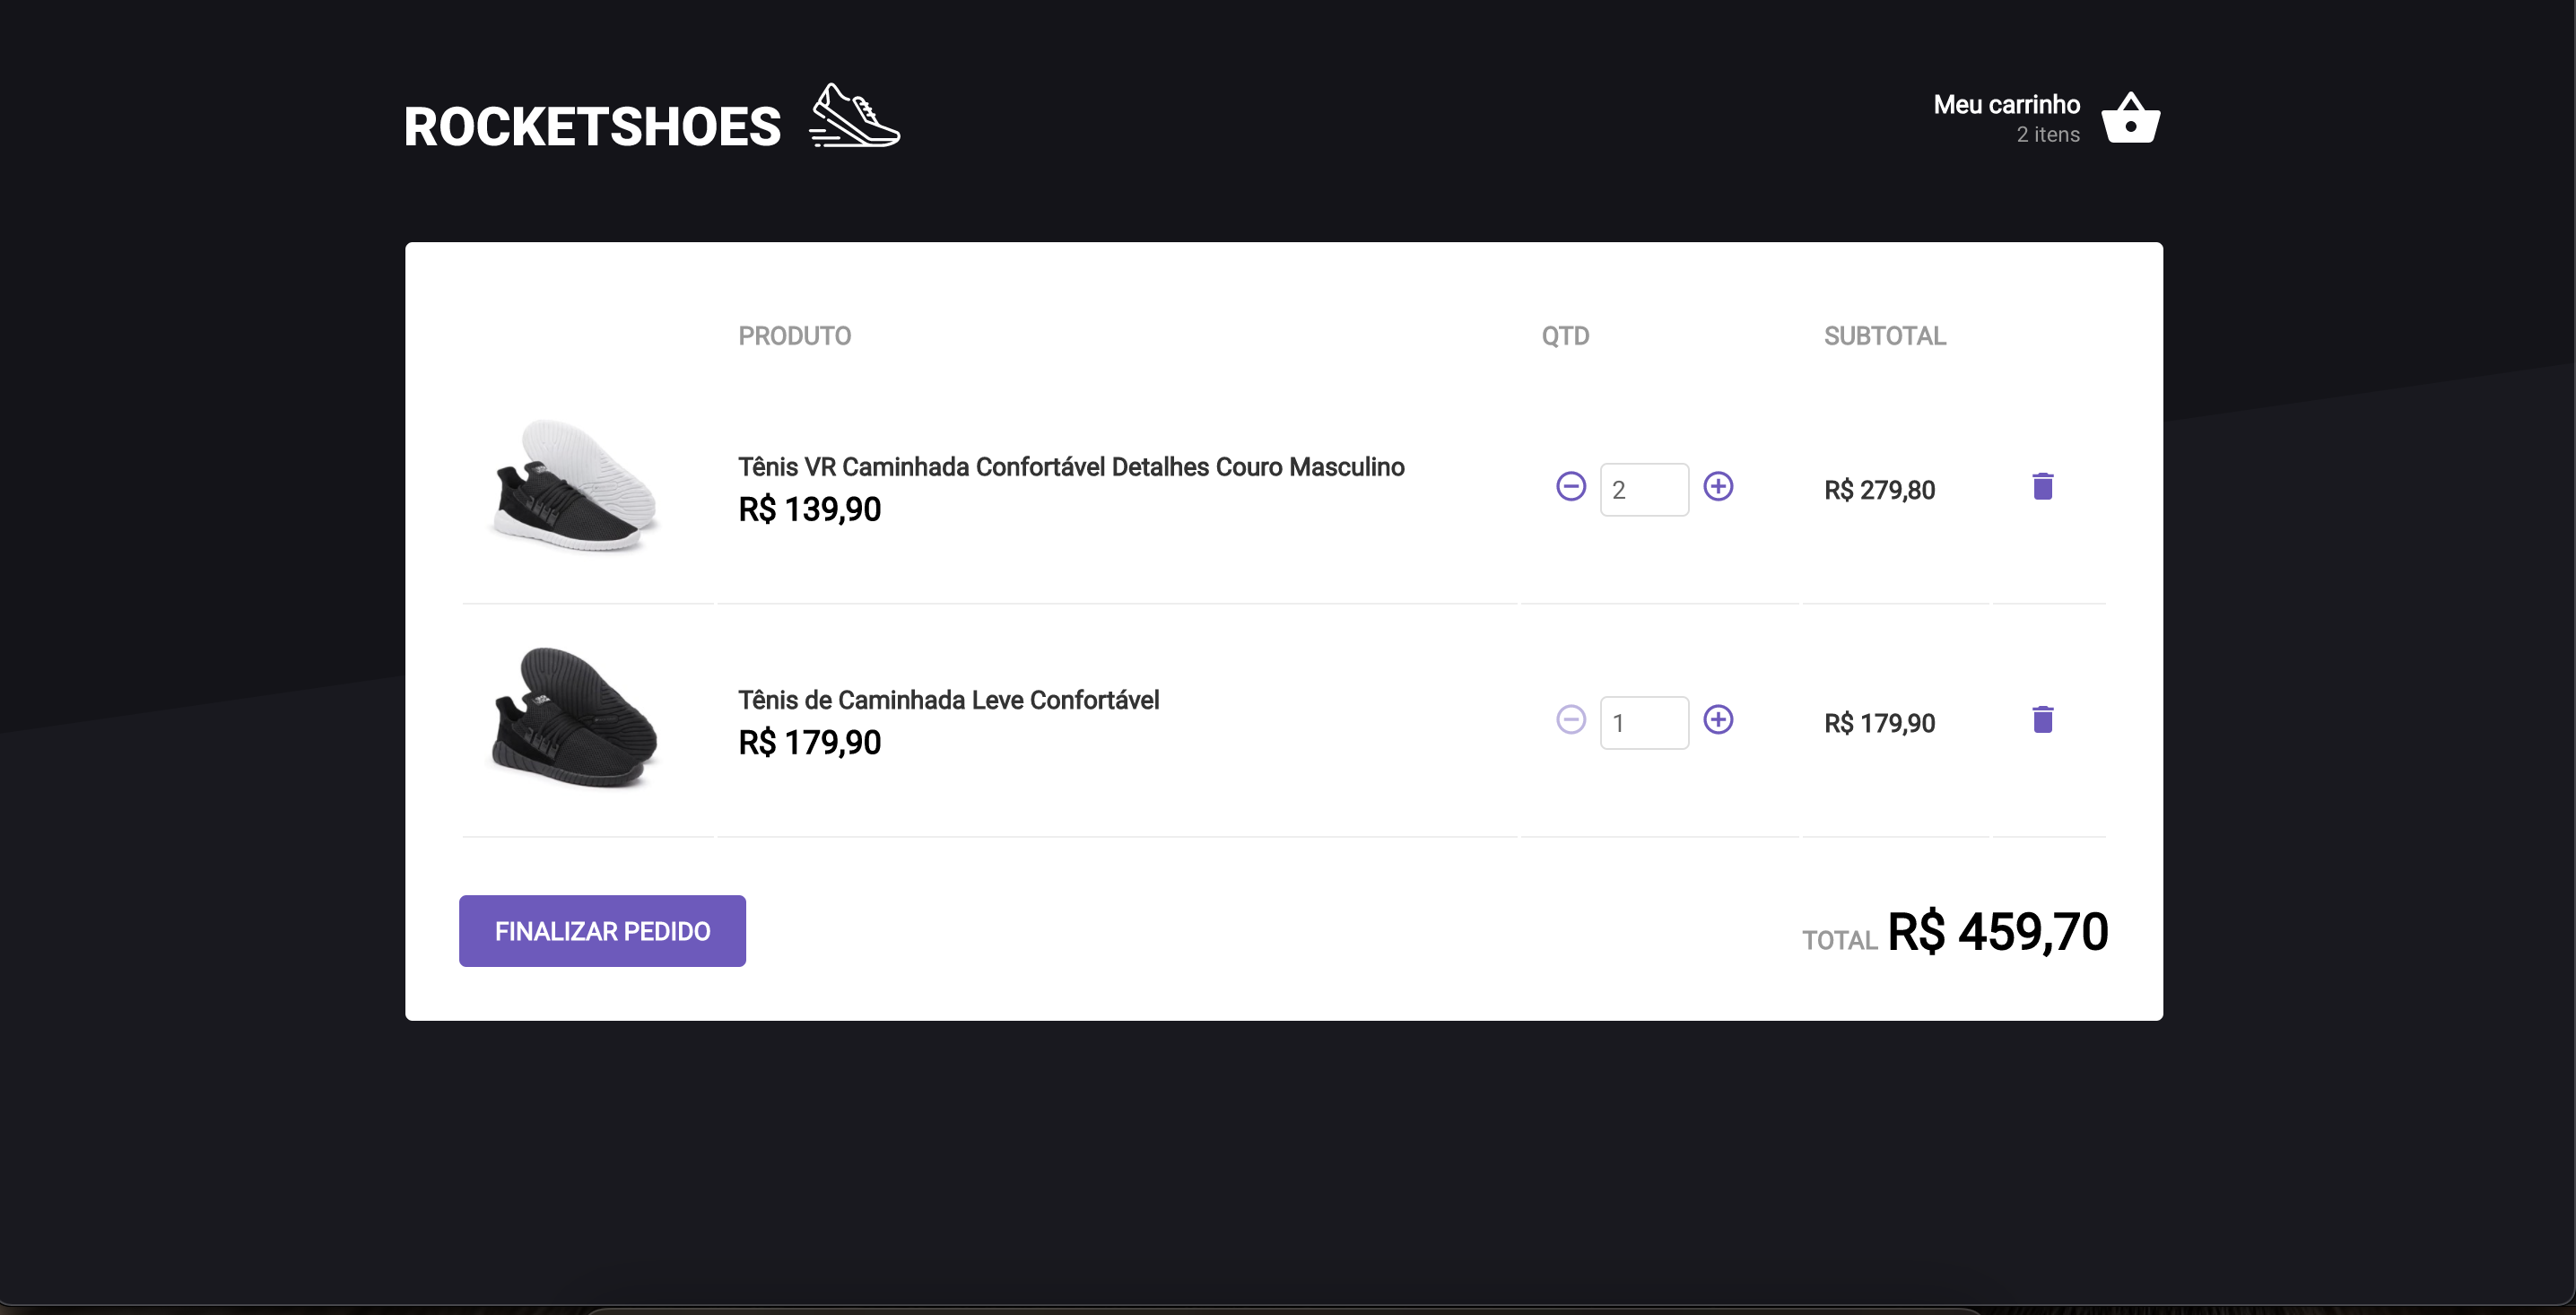 ROCKETSHOES
Meu carrinho
2 itens
PRODUTO QTD SUBTOTAL
Tênis VR Caminhada Confortável Detalhes Couro Masculino
R$ 139,90
2
R$ 279,80
Tênis de Caminhada Leve Confortável
R$ 179,90
1
R$ 179,90
FINALIZAR PEDIDO
TOTAL R$ 459,70